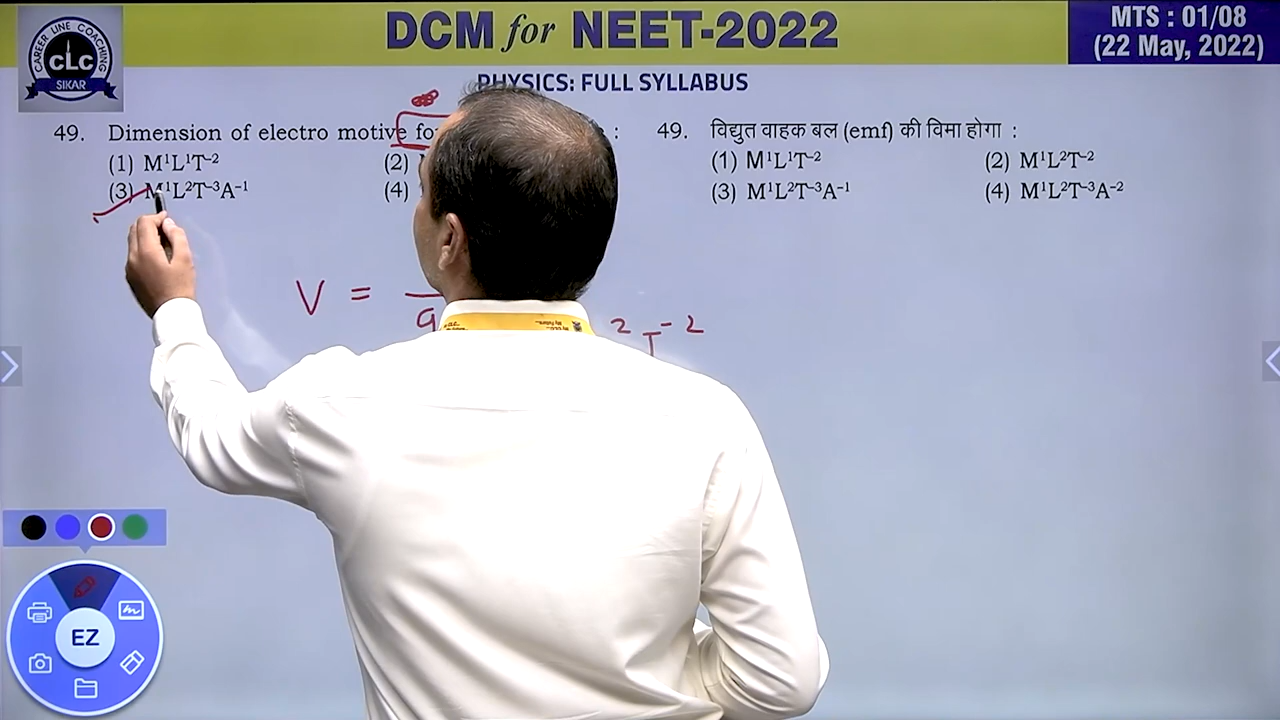 CAREER LINE COACHING
CLC
SIKAR
DCM for NEET-2022
MTS : 01/08
(22 May, 2022)
PHYSICS: FULL SYLLABUS
49. Dimension of electro motive :
(1) M¹L¹T⁻² (2)
(3) M¹L²T⁻³A⁻¹ (4)
49. विद्युत वाहक बल (emf) की विमा होगा :
(1) M¹L¹T⁻² (2) M¹L²T⁻²
(3) M¹L²T⁻³A⁻¹ (4) M¹L²T⁻³A⁻²
V =
q
² T⁻²
EZ